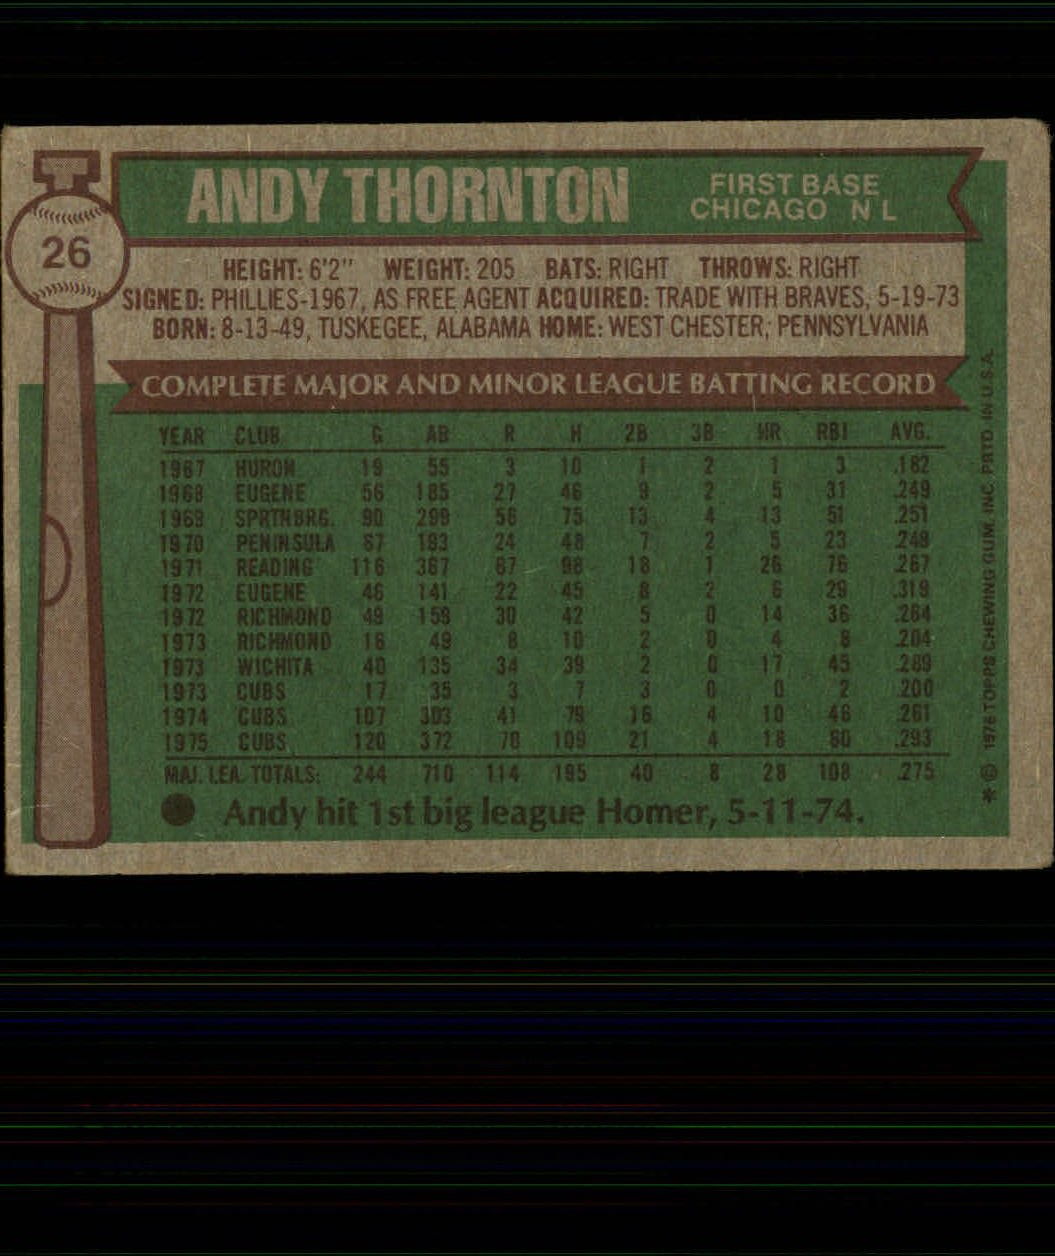 ANDY THORNTON
FIRST BASE
CHICAGO N L
26
HEIGHT: 6'2" WEIGHT: 205 BATS: RIGHT THROWS: RIGHT
SIGNED: PHILLIES-1967, AS FREE AGENT ACQUIRED: TRADE WITH BRAVES, 5-19-73
BORN: 8-13-49, TUSKEGEE, ALABAMA HOME: WEST CHESTER, PENNSYLVANIA
COMPLETE MAJOR AND MINOR LEAGUE BATTING RECORD
YEAR CLUB G AB R H 2B 3B HR RBI AVG.
1967 HURON 19 55 3 10 1 2 1 3 .182
1968 EUGENE 56 185 27 46 9 2 5 31 .249
1969 SPRTNBRG. 90 299 56 75 13 4 13 51 .251
1970 PENINSULA 67 193 24 48 7 2 5 23 .249
1971 READING 116 367 67 98 18 1 26 76 .267
1972 EUGENE 46 141 22 45 8 2 6 29 .319
1972 RICHMOND 49 159 30 42 5 0 14 36 .264
1973 RICHMOND 16 49 8 10 2 0 4 8 .204
1973 WICHITA 40 135 34 39 2 0 17 45 .289
1973 CUBS 17 35 3 7 3 0 0 2 .200
1974 CUBS 107 303 41 79 16 4 10 46 .261
1975 CUBS 120 372 70 109 21 4 18 60 .293
MAJ. LEA. TOTALS: 244 710 114 195 40 8 28 108 .275
Andy hit 1st big league Homer, 5-11-74.
* © 1976 TOPPS CHEWING GUM, INC. PRTD. IN U.S.A.